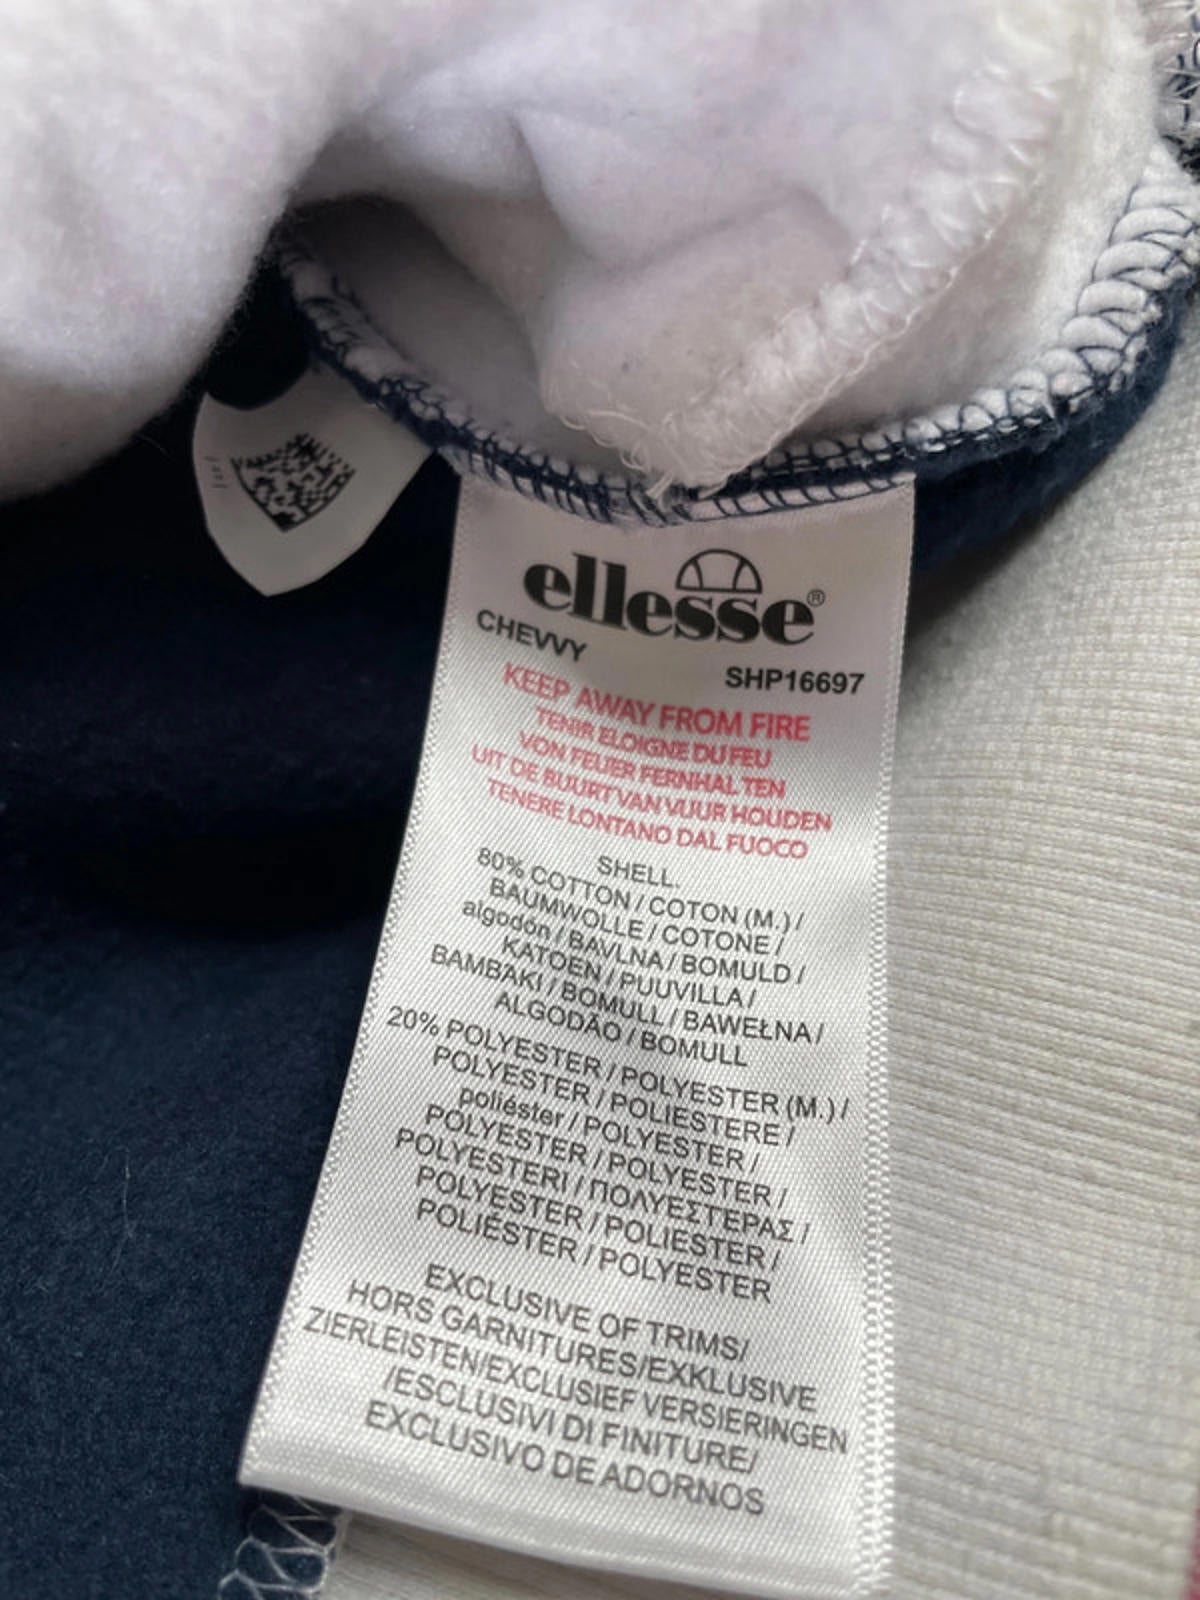 ellesse®
CHEVVY
SHP16697
KEEP AWAY FROM FIRE
TENIR ELOIGNE DU FEU
VON FEUER FERNHALTEN
UIT DE BUURT VAN VUUR HOUDEN
TENERE LONTANO DAL FUOCO
SHELL.
80% COTTON / COTON (M.) /
BAUMWOLLE / COTONE /
algodón / BAVLNA / BOMULD /
KATOEN / PUUVILLA /
BAMBAKI / BOMULL / BAWEŁNA /
ALGODÃO / BOMULL
20% POLYESTER / POLYESTER (M.) /
POLYESTER / POLIESTERE /
poliéster / POLYESTER /
POLYESTER / POLYESTER /
POLYESTERI / ΠΟΛΥΕΣΤΕΡΑΣ /
POLYESTER / POLIESTER /
POLIÉSTER / POLYESTER
EXCLUSIVE OF TRIMS/
HORS GARNITURES/EXKLUSIVE
ZIERLEISTEN/EXCLUSIEF VERSIERINGEN
/ESCLUSIVI DI FINITURE/
EXCLUSIVO DE ADORNOS